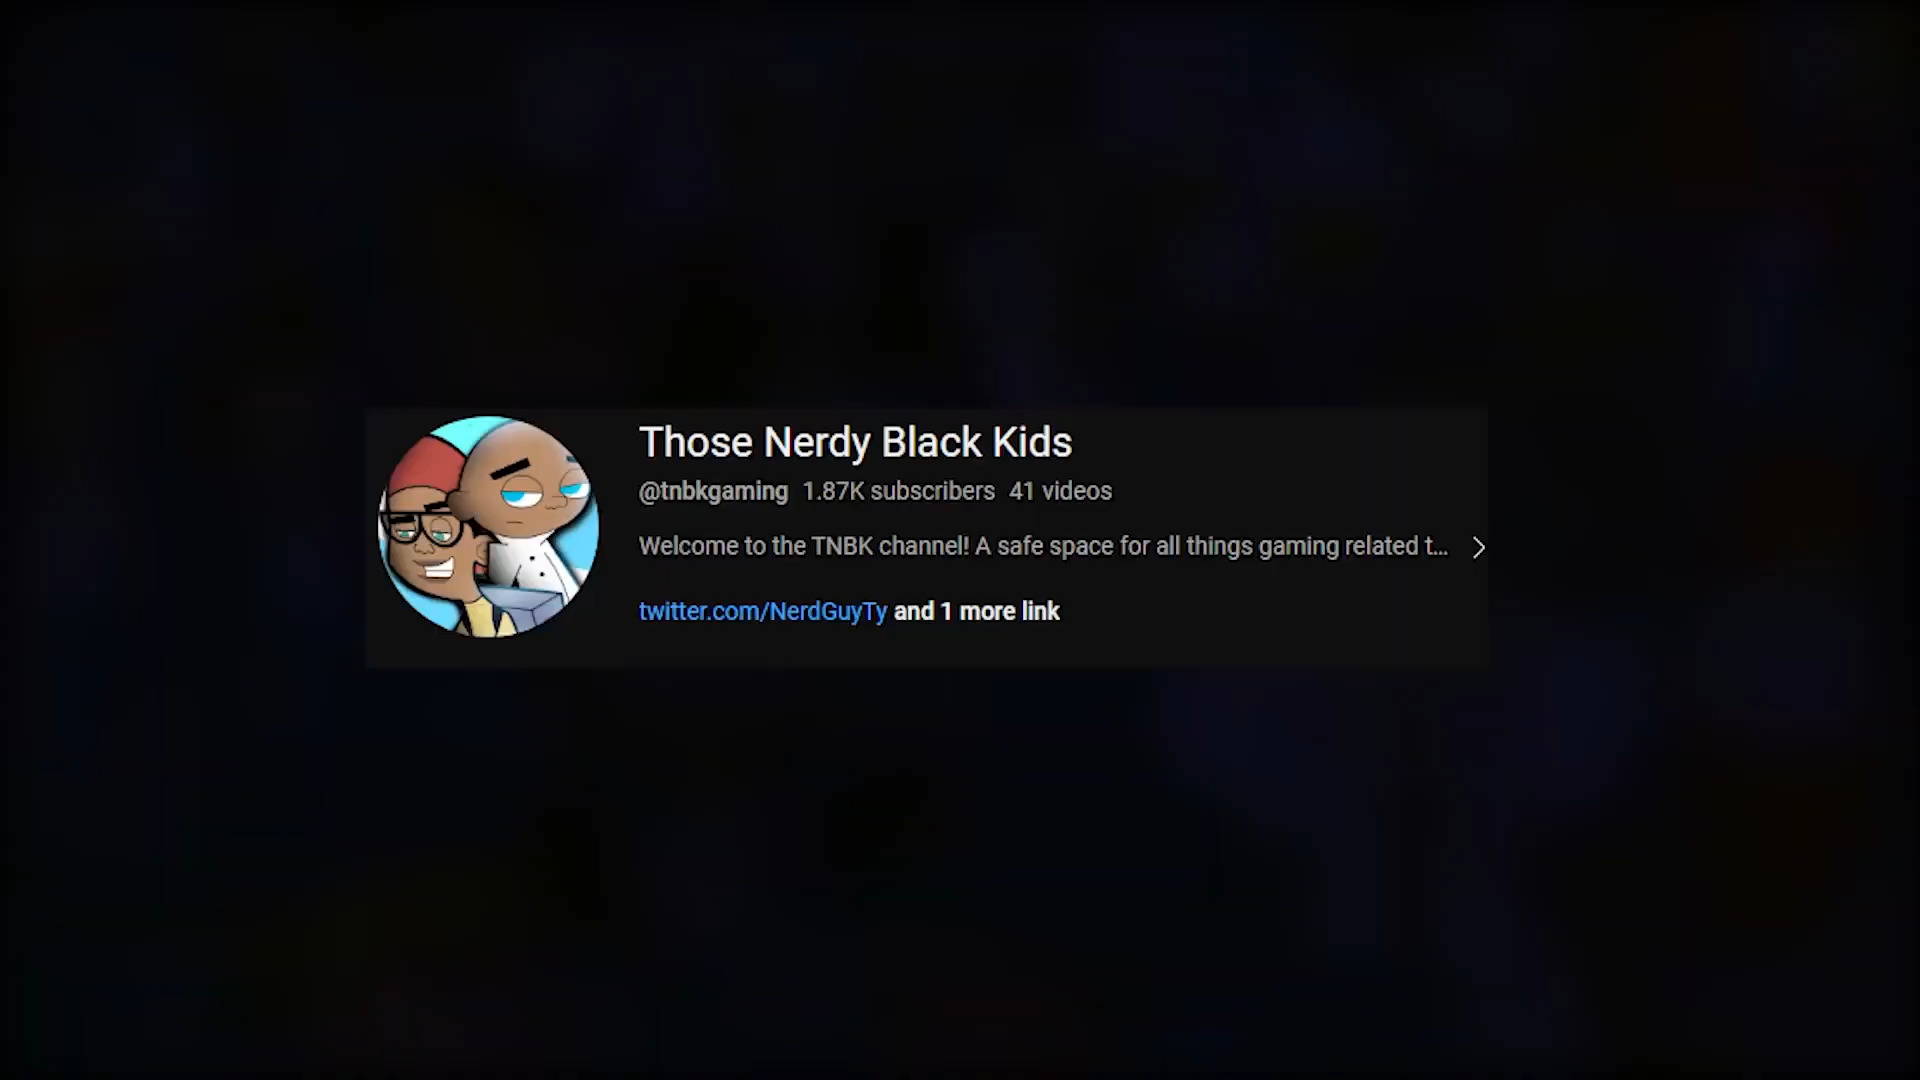 Those Nerdy Black Kids
@tnbkgaming 1.87K subscribers 41 videos
Welcome to the TNBK channel! A safe space for all things gaming related t...
twitter.com/NerdGuyTy and 1 more link